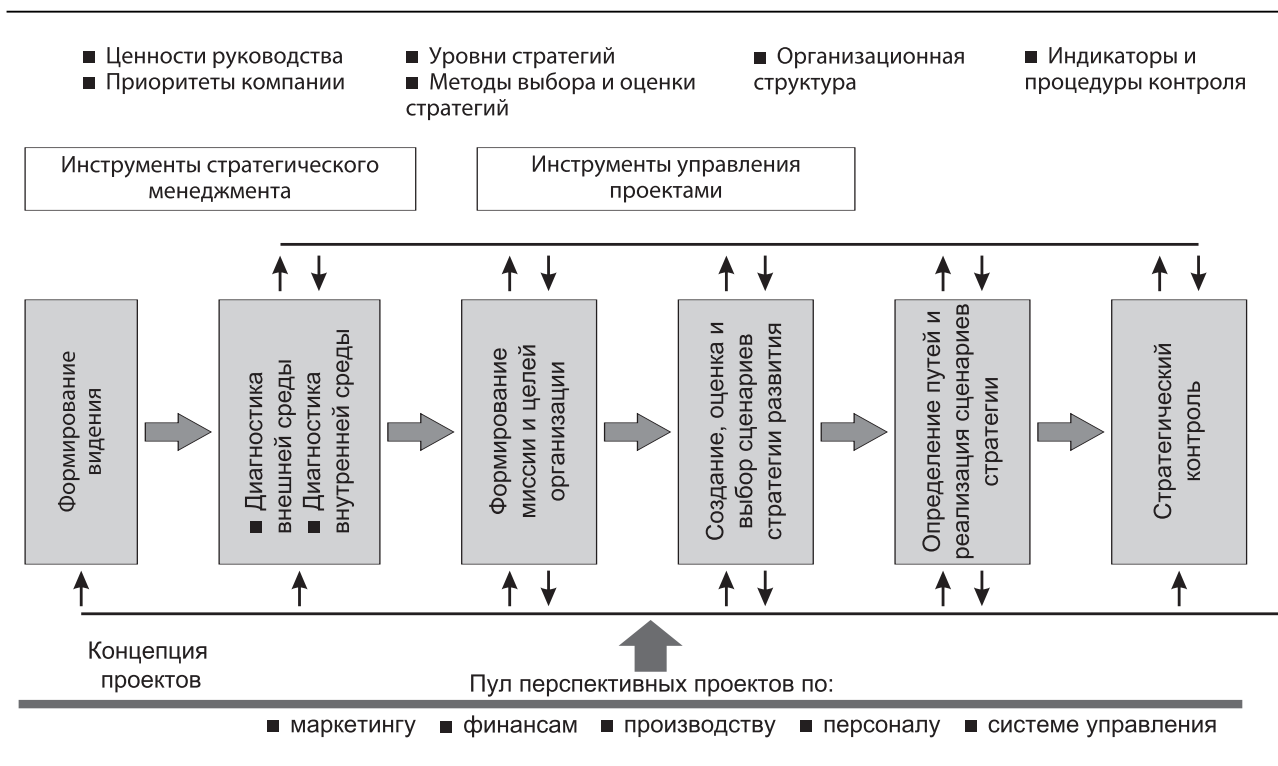 ■ Ценности руководства
■ Приоритеты компании
■ Уровни стратегий
■ Методы выбора и оценки
стратегий
■ Организационная
структура
■ Индикаторы и
процедуры контроля
Инструменты стратегического
менеджмента
Инструменты управления
проектами
Формирование
видения
■ Диагностика
внешней среды
■ Диагностика
внутренней среды
Формирование
миссии и целей
организации
Создание, оценка и
выбор сценариев
стратегии развития
Определение путей и
реализация сценариев
стратегии
Стратегический
контроль
Концепция
проектов
Пул перспективных проектов по:
■ маркетингу ■ финансам ■ производству ■ персоналу ■ системе управления